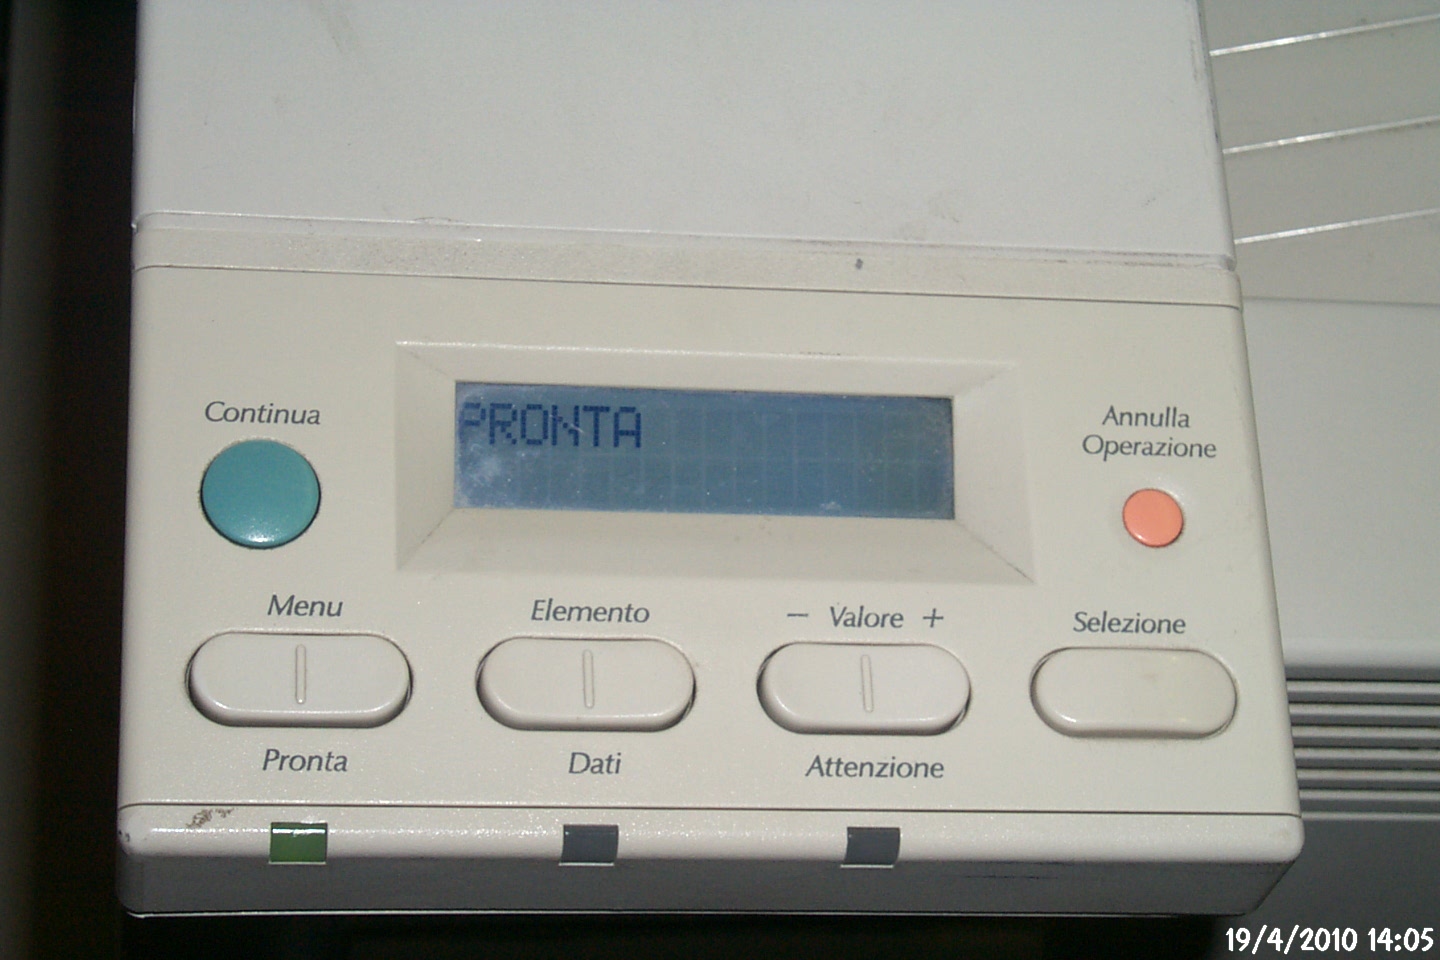 Continua
PRONTA
Annulla
Operazione
Menu
Elemento
– Valore +
Selezione
Pronta
Dati
Attenzione
19/4/2010 14:05